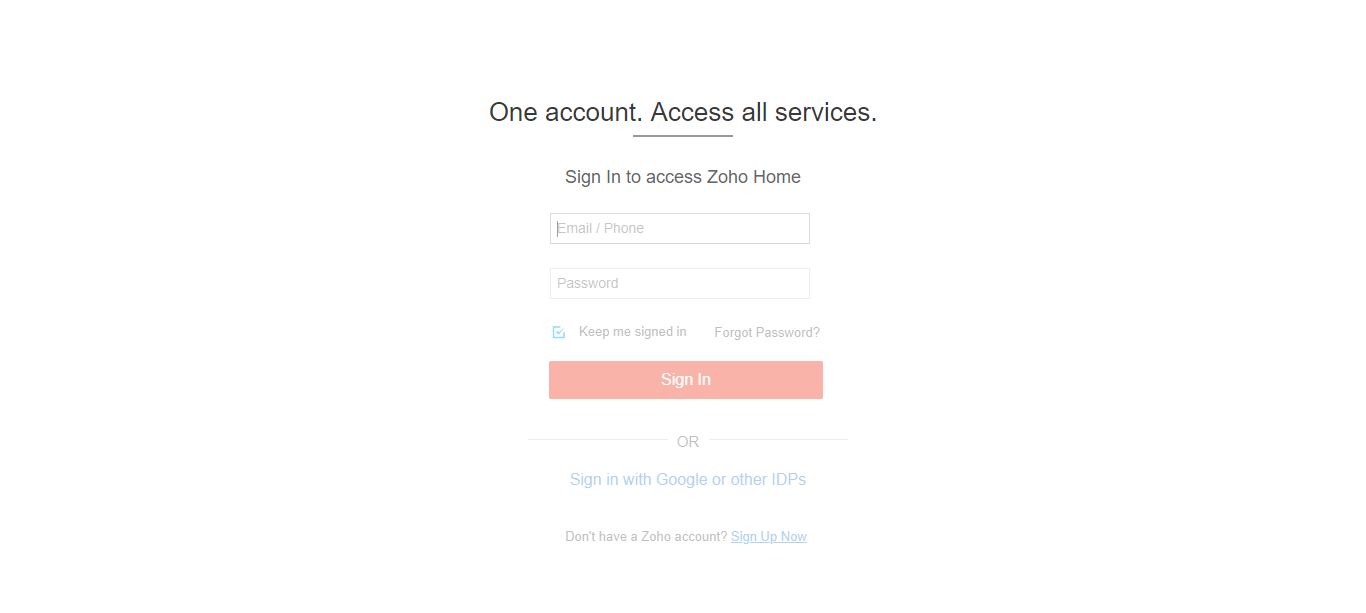 One account. Access all services.
Sign In to access Zoho Home
Email / Phone
Password
Keep me signed in Forgot Password?
Sign In
OR
Sign in with Google or other IDPs
Don't have a Zoho account? Sign Up Now